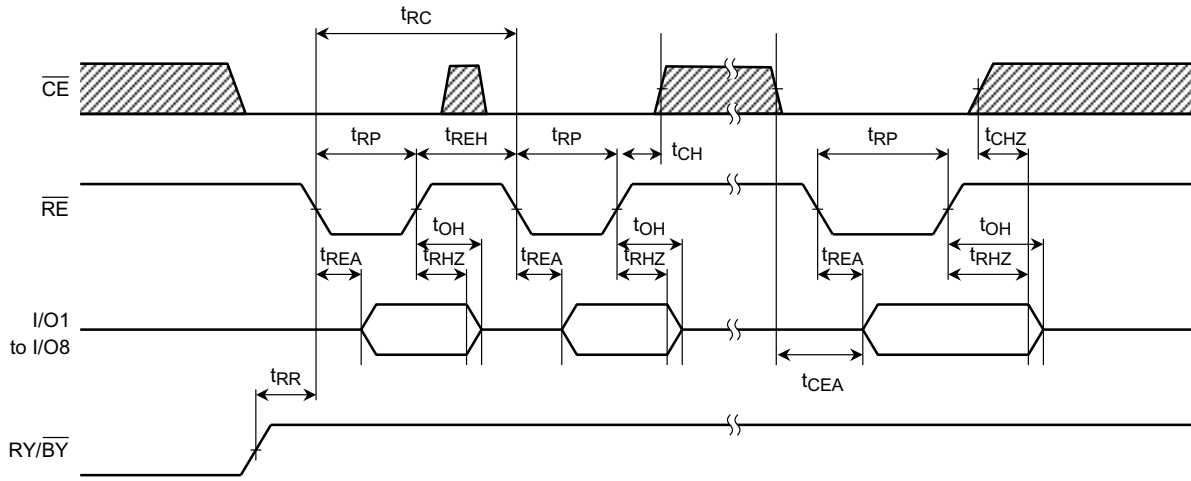 tRC
CE
tRP
tREH
tRP
tCH
tRP
tCHZ
RE
tOH
tOH
tOH
tREA
tRHZ
tREA
tRHZ
tREA
tRHZ
I/O1
to I/O8
tCEA
tRR
RY/BY